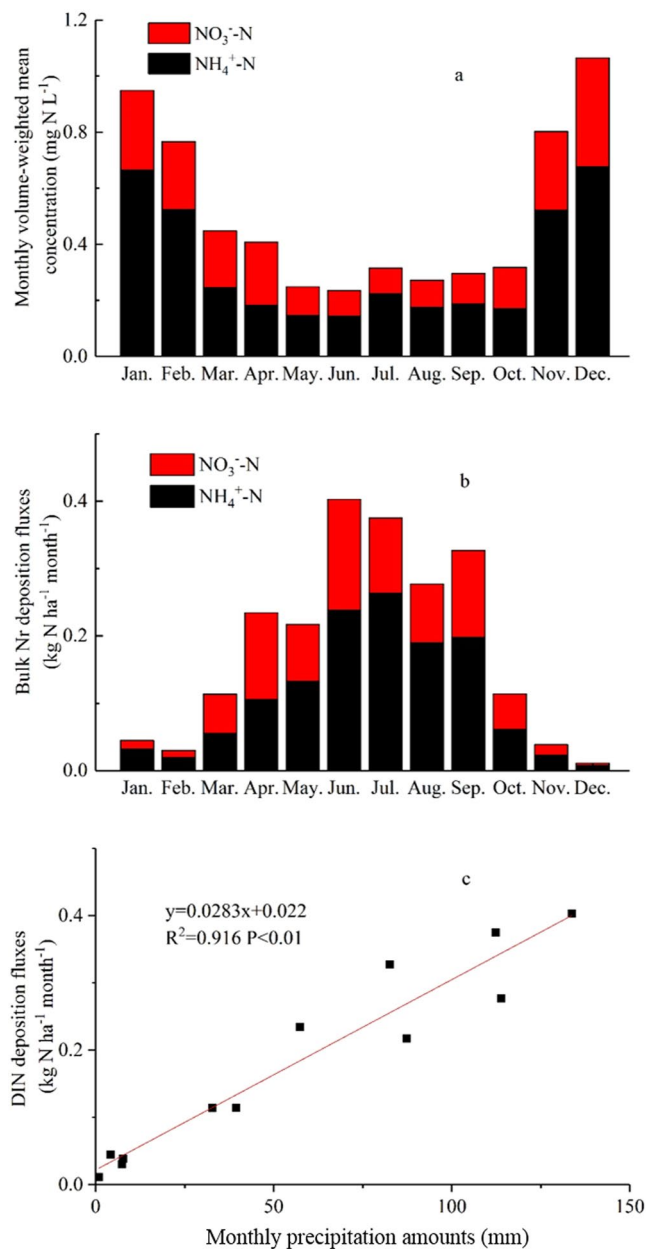 NO₃⁻-N
NH₄⁺-N
a
Monthly volume-weighted mean
concentration (mg N L⁻¹)
1.2
0.8
0.4
0.0
Jan. Feb. Mar. Apr. May. Jun. Jul. Aug. Sep. Oct. Nov. Dec.
NO₃⁻-N
NH₄⁺-N
b
Bulk Nr deposition fluxes
(kg N ha⁻¹ month⁻¹)
0.4
0.2
0.0
Jan. Feb. Mar. Apr. May. Jun. Jul. Aug. Sep. Oct. Nov. Dec.
c
y=0.0283x+0.022
R²=0.916 P<0.01
DIN deposition fluxes
(kg N ha⁻¹ month⁻¹)
0.4
0.2
0.0
0 50 100 150
Monthly precipitation amounts (mm)